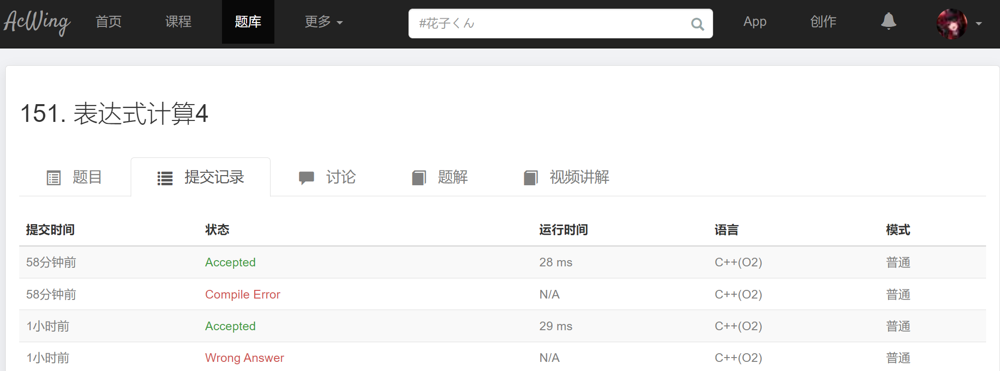 AcWing 首页 课程 题库 更多 #花子くん App 创作
151. 表达式计算4
题目 提交记录 讨论 题解 视频讲解
提交时间 状态 运行时间 语言 模式
58分钟前 Accepted 28 ms C++(O2) 普通
58分钟前 Compile Error N/A C++(O2) 普通
1小时前 Accepted 29 ms C++(O2) 普通
1小时前 Wrong Answer N/A C++(O2) 普通